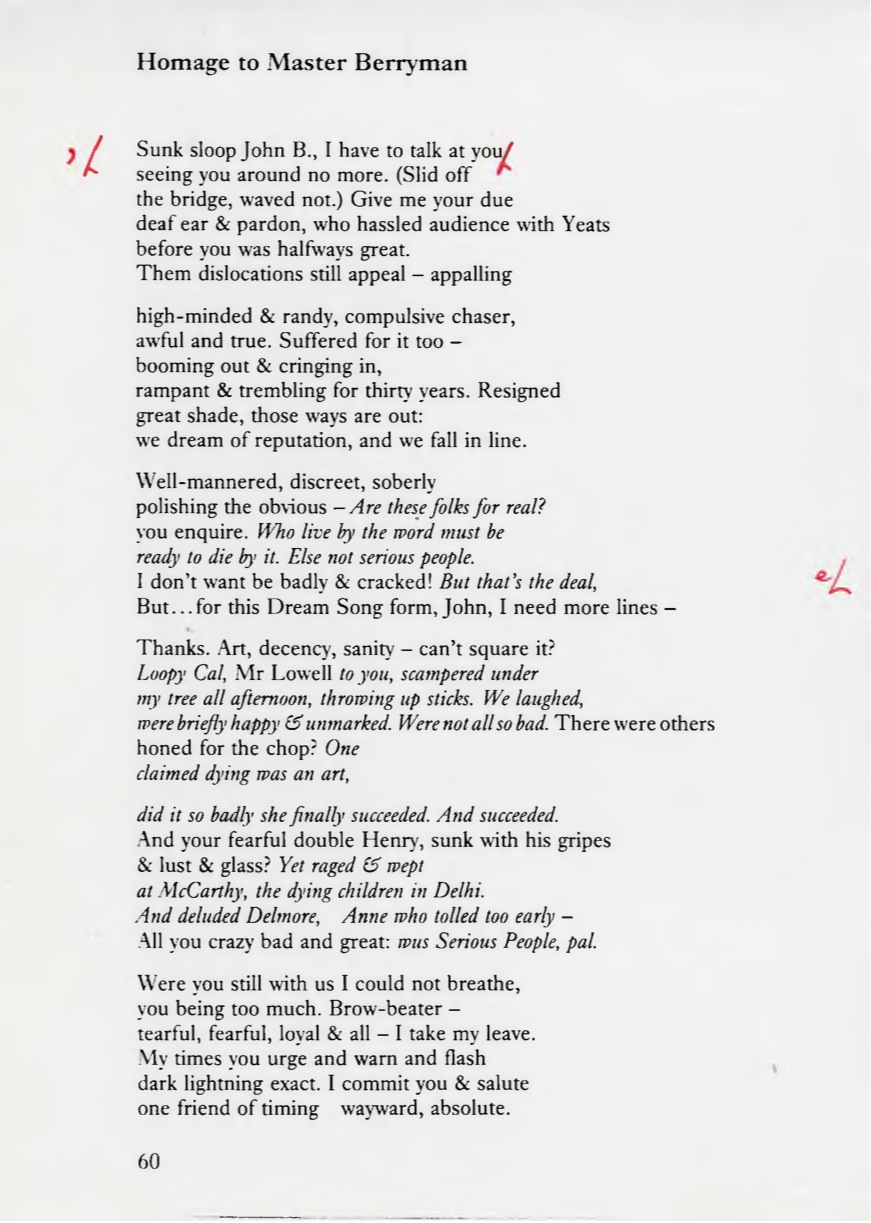 Homage to Master Berryman
, Sunk sloop John B., I have to talk at you
seeing you around no more. (Slid off
the bridge, waved not.) Give me your due
deaf ear & pardon, who hassled audience with Yeats
before you was halfways great.
Them dislocations still appeal – appalling
high-minded & randy, compulsive chaser,
awful and true. Suffered for it too –
booming out & cringing in,
rampant & trembling for thirty years. Resigned
great shade, those ways are out:
we dream of reputation, and we fall in line.
Well-mannered, discreet, soberly
polishing the obvious – Are these folks for real?
you enquire. Who live by the word must be
ready to die by it. Else not serious people.
I don't want be badly & cracked! But that's the deal, e
But...for this Dream Song form, John, I need more lines –
Thanks. Art, decency, sanity – can't square it?
Loopy Cal, Mr Lowell to you, scampered under
my tree all afternoon, throwing up sticks. We laughed,
were briefly happy & unmarked. Were not all so bad. There were others
honed for the chop? One
claimed dying was an art,
did it so badly she finally succeeded. And succeeded.
And your fearful double Henry, sunk with his gripes
& lust & glass? Yet raged & wept
at McCarthy, the dying children in Delhi.
And deluded Delmore, Anne who tolled too early –
All you crazy bad and great: wus Serious People, pal.
Were you still with us I could not breathe,
you being too much. Brow-beater –
tearful, fearful, loyal & all – I take my leave.
My times you urge and warn and flash
dark lightning exact. I commit you & salute
one friend of timing wayward, absolute.
60